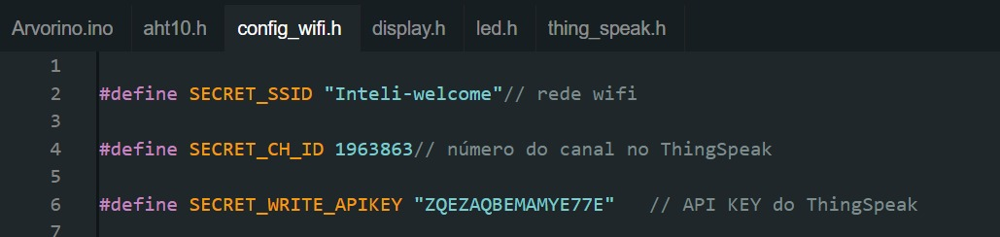 Arvorino.ino aht10.h config_wifi.h display.h led.h thing_speak.h
1
2 #define SECRET_SSID "Inteli-welcome"// rede wifi
3
4 #define SECRET_CH_ID 1963863// número do canal no ThingSpeak
5
6 #define SECRET_WRITE_APIKEY "ZQEZAQBEMAMYE77E" // API KEY do ThingSpeak
7